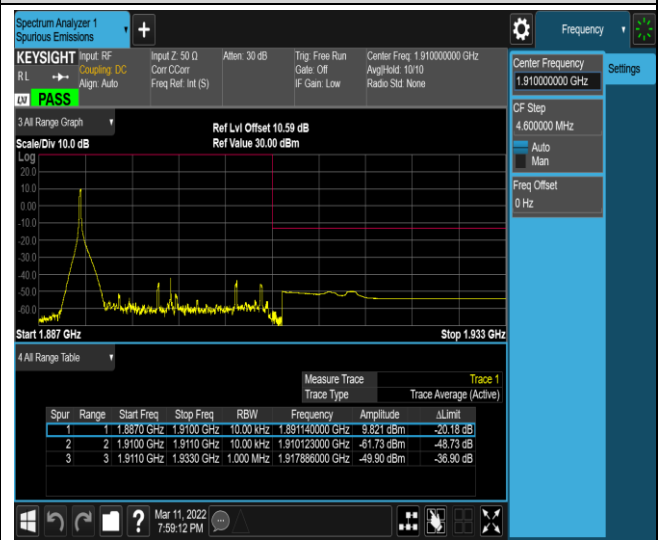 Spectrum Analyzer 1
Spurious Emissions
Frequency
KEYSIGHT
R L
LXI PASS
Input: RF
Coupling: DC
Align: Auto
Input Z: 50 Ω
Corr CCorr
Freq Ref: Int (S)
Atten: 30 dB
Trig: Free Run
Gate: Off
IF Gain: Low
Center Freq: 1.910000000 GHz
Avg|Hold: 10/10
Radio Std: None
Center Frequency
1.910000000 GHz
Settings
CF Step
4.600000 MHz
Auto
Man
Freq Offset
0 Hz
3 All Range Graph
Scale/Div 10.0 dB
Ref Lvl Offset 10.59 dB
Ref Value 30.00 dBm
Log
20.0
10.0
0.00
-10.0
-20.0
-30.0
-40.0
-50.0
-60.0
Start 1.887 GHz
Stop 1.933 GHz
4 All Range Table
Measure Trace Trace 1
Trace Type Trace Average (Active)
Spur Range Start Freq Stop Freq RBW Frequency Amplitude ΔLimit
1 1 1.8870 GHz 1.9100 GHz 10.00 kHz 1.891140000 GHz 9.821 dBm -20.18 dB
2 2 1.9100 GHz 1.9110 GHz 10.00 kHz 1.910123000 GHz -61.73 dBm -48.73 dB
3 3 1.9110 GHz 1.9330 GHz 1.000 MHz 1.917886000 GHz -49.90 dBm -36.90 dB
Mar 11, 2022
7:59:12 PM